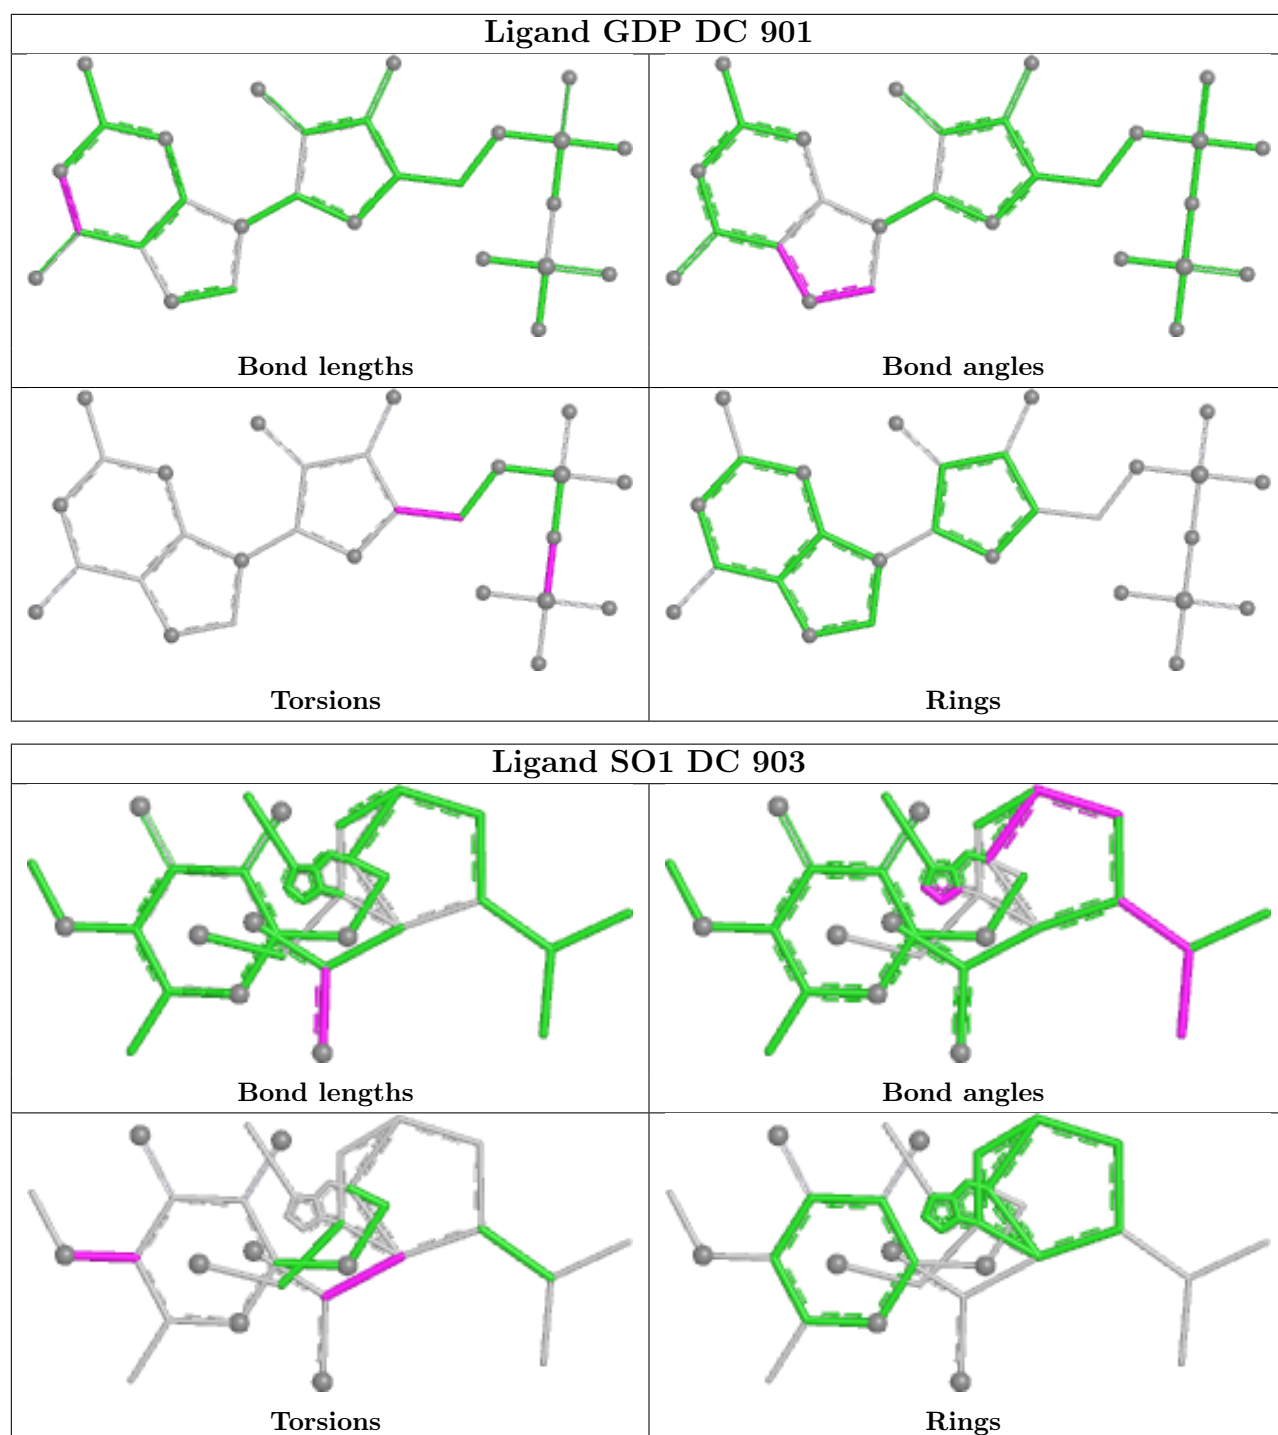 Ligand GDP DC 901
Bond lengths
Bond angles
Torsions
Rings
Ligand SO1 DC 903
Bond lengths
Bond angles
Torsions
Rings